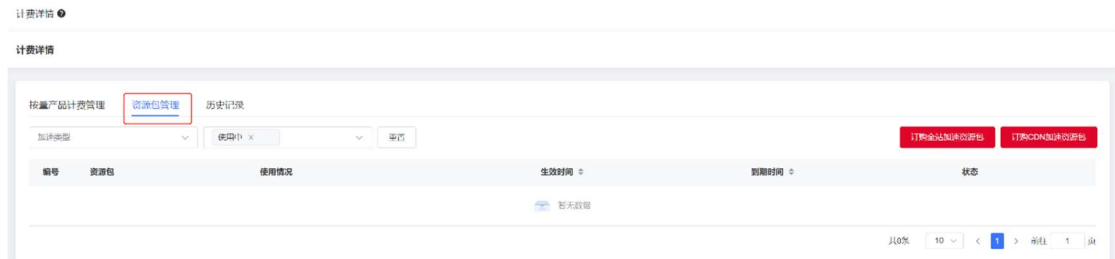 计费详情
计费详情
按量产品计费管理 资源包管理 历史记录
加速类型 使用中 × 重置 订购全站加速资源包 订购CDN加速资源包
编号 资源包 使用情况 生效时间 到期时间 状态
暂无数据
共0条 10 < 1 > 前往 1 页